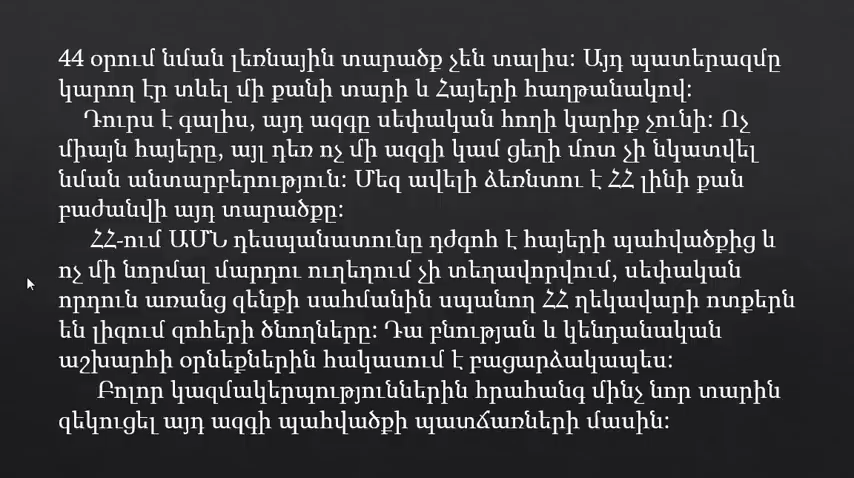 44 օրում նման լեռնային տարածք չեն տալիս: Այդ պատերազմը
կարող էր տևել մի քանի տարի և Հայերի հաղթանակով:
Դուրս է գալիս, այդ ազգը սեփական հողի կարիք չունի: Ոչ
միայն հայերը, այլ դեռ ոչ մի ազգի կամ ցեղի մոտ չի նկատվել
նման անտարբերություն: Մեզ ավելի ձեռնտու է ՀՀ լինի քան
բաժանվի այդ տարածքը:
ՀՀ-ում ԱՄՆ դեսպանատունը դժգոհ է հայերի պահվածքից և
ոչ մի նորմալ մարդու ուղեղում չի տեղավորվում, սեփական
որդուն առանց զենքի սահմանին սպանող ՀՀ ղեկավարի ոտքերն
են լիզում զոհերի ծնողները: Դա բնության և կենդանական
աշխարհի օրնեքներին հակասում է բացարձակապես:
Բոլոր կազմակերպություններին հրահանգ մինչ նոր տարին
զեկուցել այդ ազգի պահվածքի պատճառների մասին: